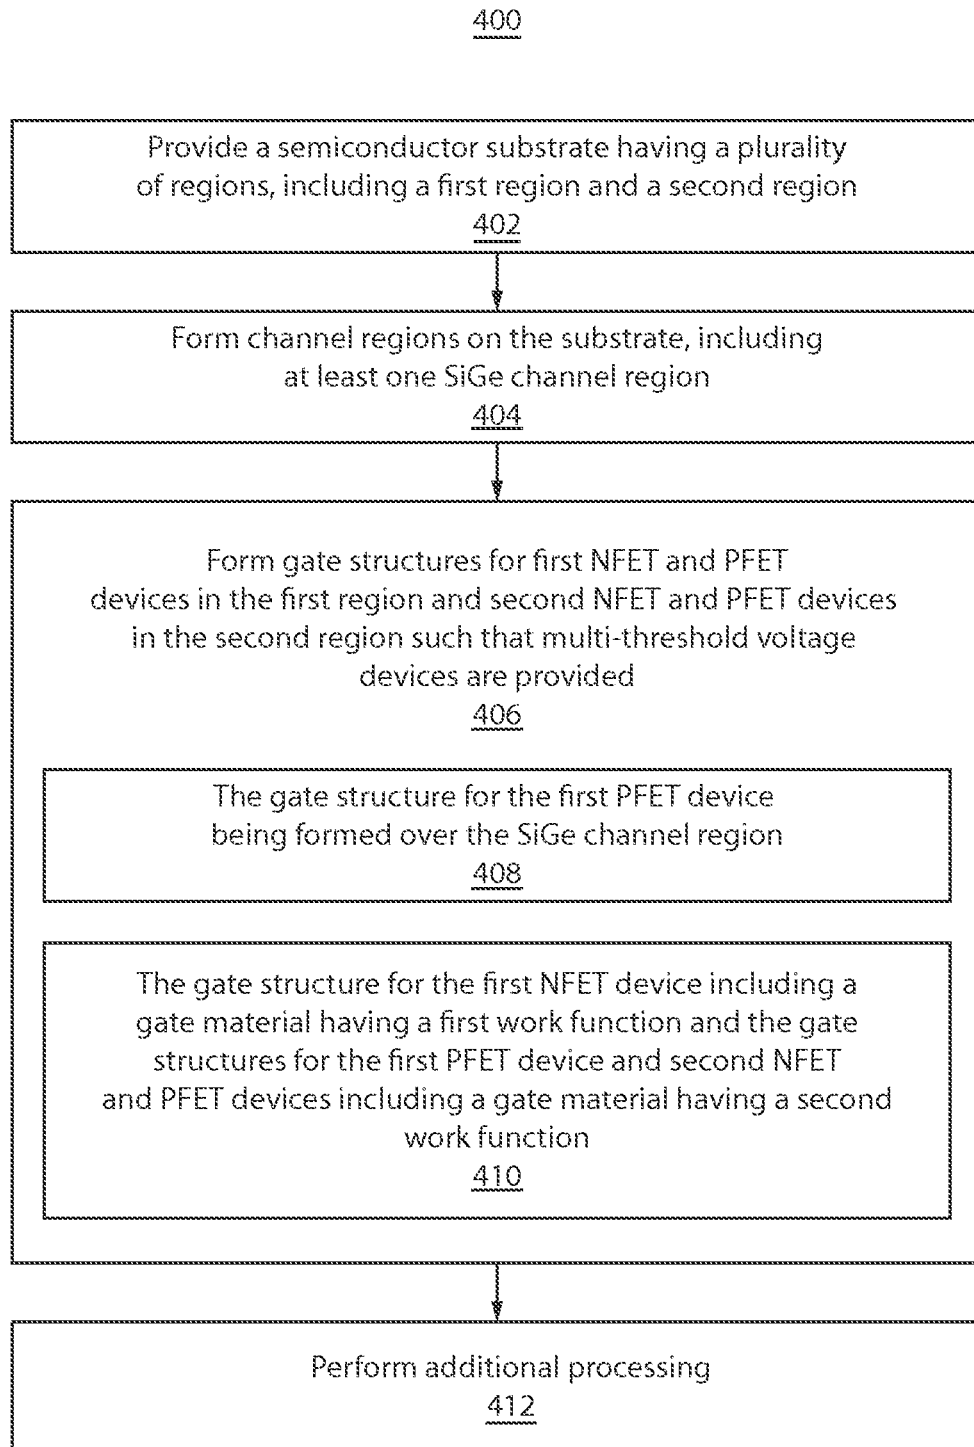 400
Provide a semiconductor substrate having a plurality
of regions, including a first region and a second region
402
Form channel regions on the substrate, including
at least one SiGe channel region
404
Form gate structures for first NFET and PFET
devices in the first region and second NFET and PFET devices
in the second region such that multi-threshold voltage
devices are provided
406
The gate structure for the first PFET device
being formed over the SiGe channel region
408
The gate structure for the first NFET device including a
gate material having a first work function and the gate
structures for the first PFET device and second NFET
and PFET devices including a gate material having a second
work function
410
Perform additional processing
412